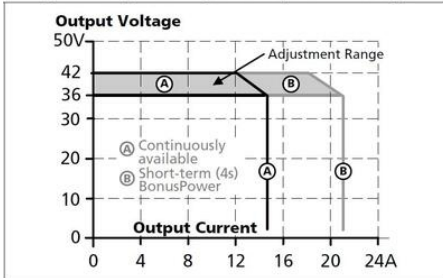 Output Voltage
50V
42
36
30
20
10
0
Adjustment Range
A
B
A Continuously
available
B Short-term (4s)
BonusPower
A
B
Output Current
0 4 8 12 16 20 24A